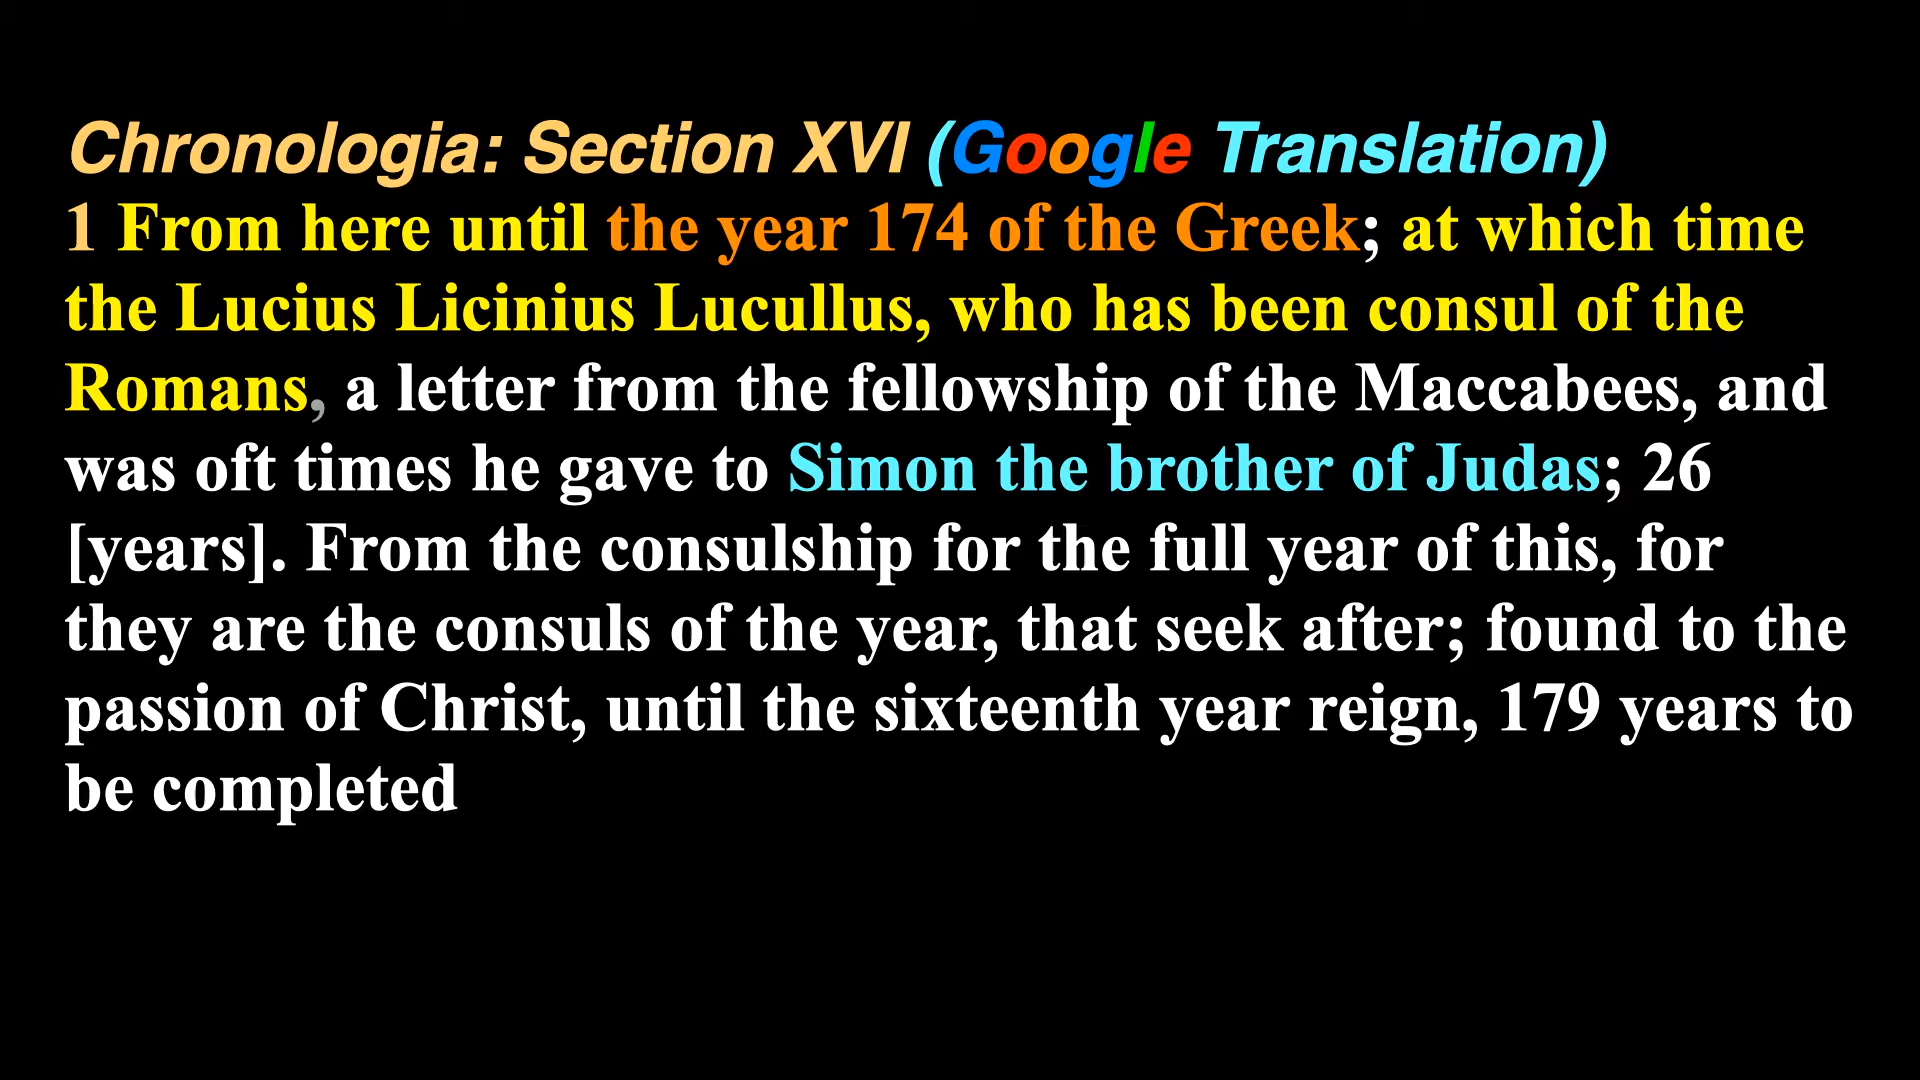 Chronologia: Section XVI (Google Translation)
1 From here until the year 174 of the Greek; at which time
the Lucius Licinius Lucullus, who has been consul of the
Romans, a letter from the fellowship of the Maccabees, and
was oft times he gave to Simon the brother of Judas; 26
[years]. From the consulship for the full year of this, for
they are the consuls of the year, that seek after; found to the
passion of Christ, until the sixteenth year reign, 179 years to
be completed